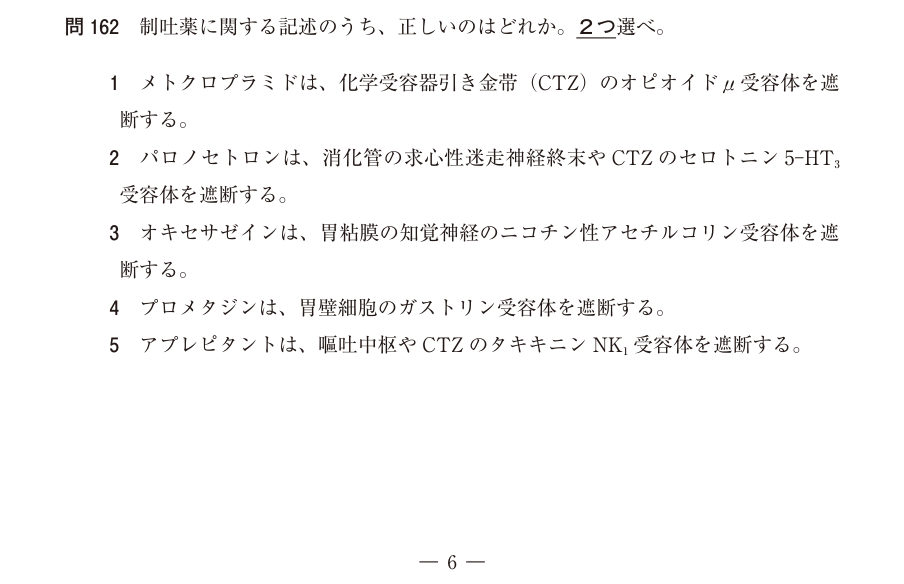 問 162 制吐薬に関する記述のうち、正しいのはどれか。2つ選べ。
1 メトクロプラミドは、化学受容器引き金帯（CTZ）のオピオイドμ受容体を遮
断する。
2 パロノセトロンは、消化管の求心性迷走神経終末や CTZ のセロトニン 5-HT₃
受容体を遮断する。
3 オキセサゼインは、胃粘膜の知覚神経のニコチン性アセチルコリン受容体を遮
断する。
4 プロメタジンは、胃壁細胞のガストリン受容体を遮断する。
5 アプレピタントは、嘔吐中枢や CTZ のタキキニン NK₁ 受容体を遮断する。
— 6 —